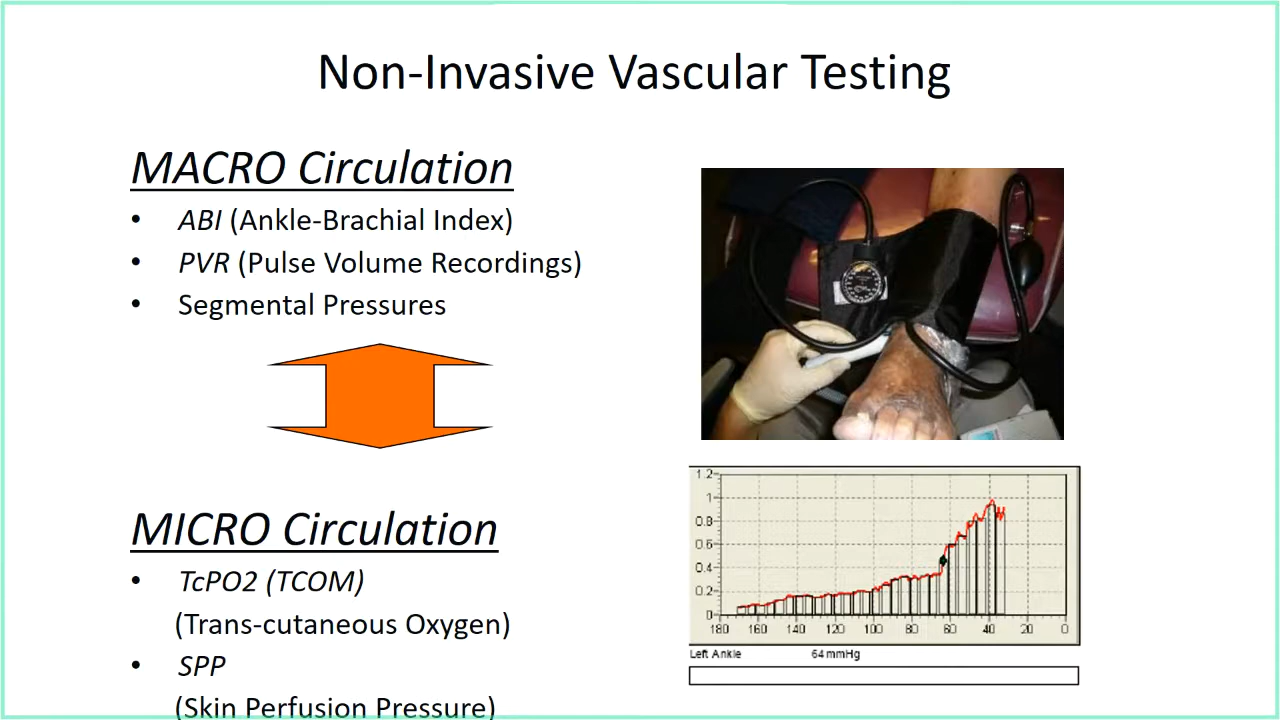 Non-Invasive Vascular Testing
MACRO Circulation
• ABI (Ankle-Brachial Index)
• PVR (Pulse Volume Recordings)
• Segmental Pressures
MICRO Circulation
• TcPO2 (TCOM)
(Trans-cutaneous Oxygen)
• SPP
(Skin Perfusion Pressure)
1.2
1
0.8
0.6
0.4
0.2
0
180 160 140 120 100 80 60 40 20 0
Left Ankle 64 mmHg